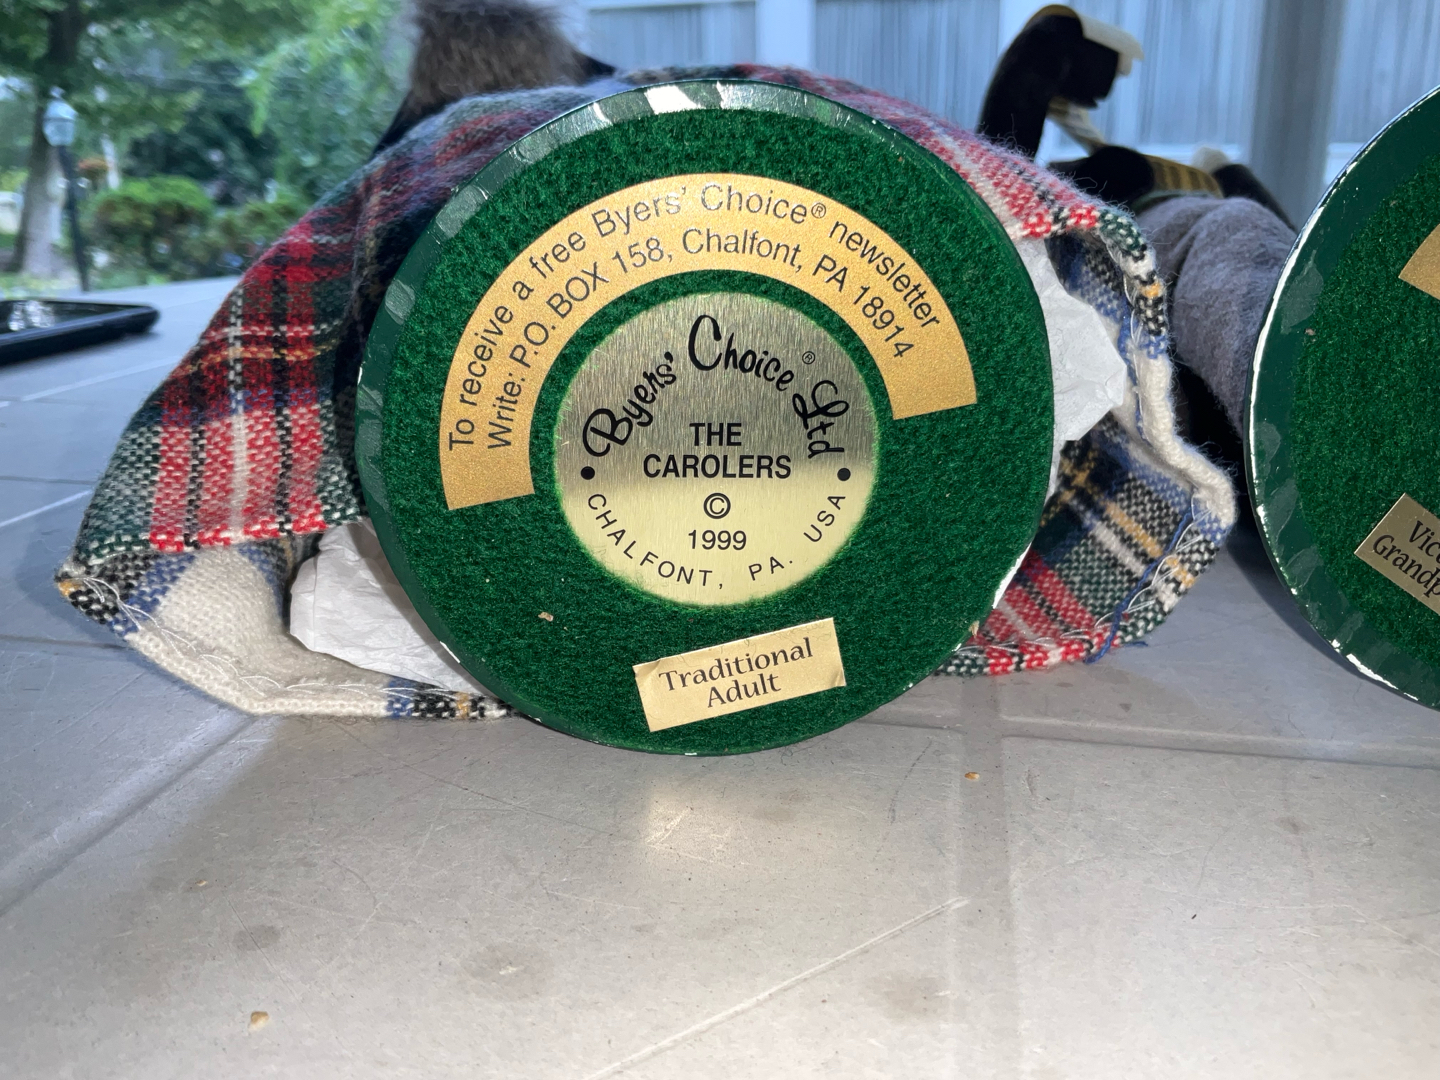 To receive a free Byers' Choice® newsletter
Write: P.O. BOX 158, Chalfont, PA 18914
Byers' Choice ® Ltd
THE
CAROLERS
©
1999
• CHALFONT, PA. USA •
Traditional
Adult